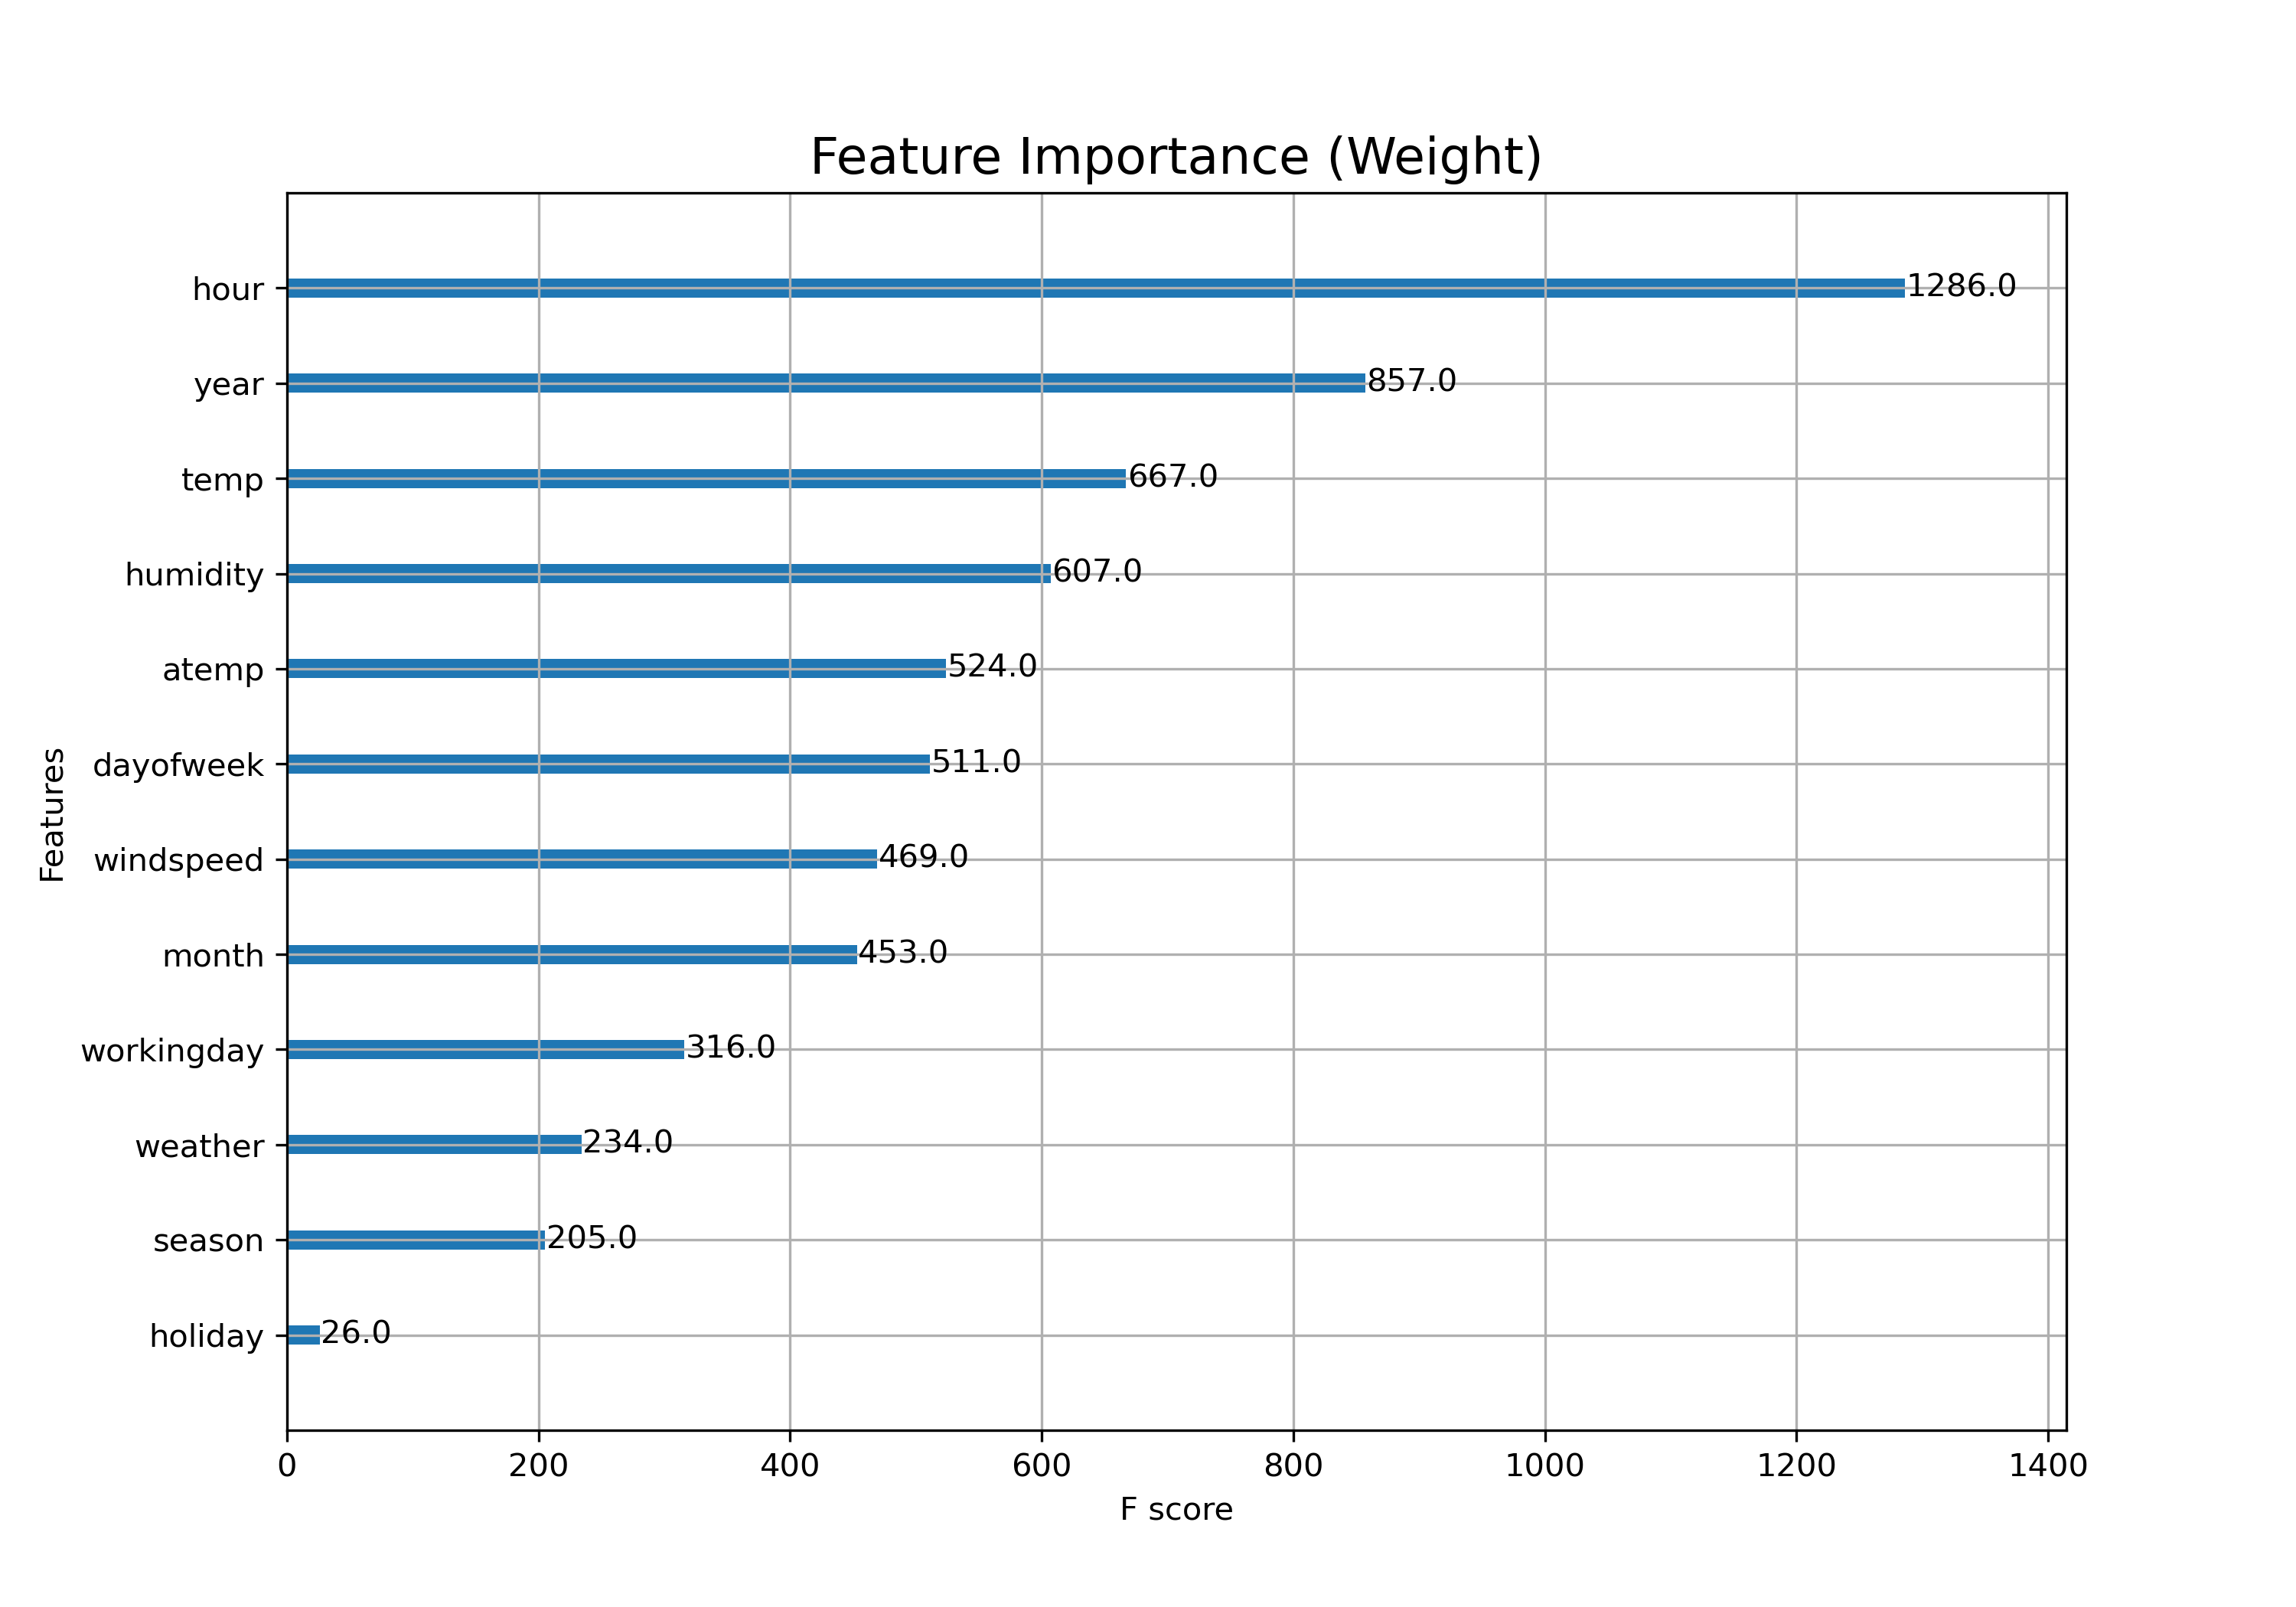 Feature Importance (Weight)
hour 1286.0
year 857.0
temp 667.0
humidity 607.0
atemp 524.0
dayofweek 511.0
windspeed 469.0
month 453.0
workingday 316.0
weather 234.0
season 205.0
holiday 26.0
Features
0 200 400 600 800 1000 1200 1400
F score